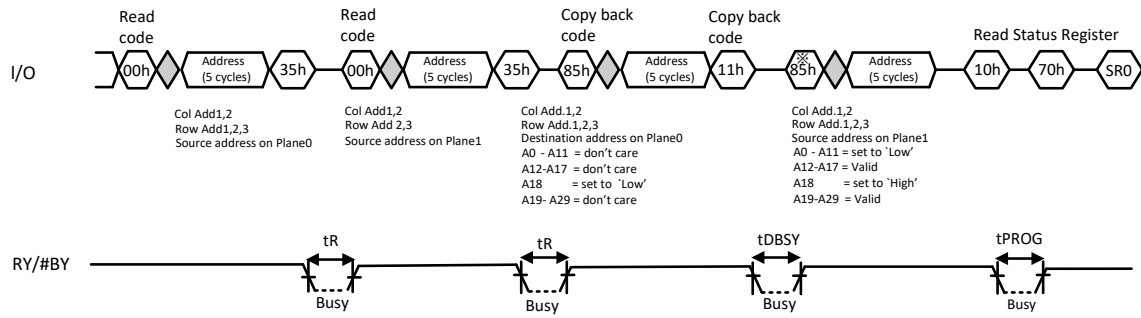 Read code
Read code
Copy back code
Copy back code
Read Status Register
I/O
00h
Address (5 cycles)
35h
00h
Address (5 cycles)
35h
85h
Address (5 cycles)
11h
※
85h
Address (5 cycles)
10h
70h
SR0
Col Add1,2
Row Add1,2,3
Source address on Plane0
Col Add1,2
Row Add 2,3
Source address on Plane1
Col Add.1,2
Row Add.1,2,3
Destination address on Plane0
A0 - A11 = don't care
A12-A17 = don't care
A18 = set to `Low'
A19- A29 = don't care
Col Add.1,2
Row Add.1,2,3
Source address on Plane1
A0 - A11 = set to `Low'
A12-A17 = Valid
A18 = set to `High'
A19- A29 = Valid
RY/#BY
tR
Busy
tR
Busy
tDBSY
Busy
tPROG
Busy